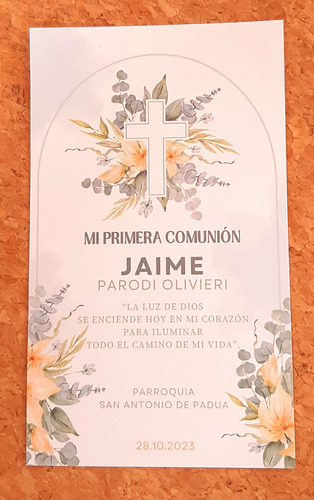 MI PRIMERA COMUNIÓN
JAIME
PARODI OLIVIERI
“LA LUZ DE DIOS
SE ENCIENDE HOY EN MI CORAZÓN
PARA ILUMINAR
TODO EL CAMINO DE MI VIDA”.
PARROQUIA
SAN ANTONIO DE PADUA
28.10.2023